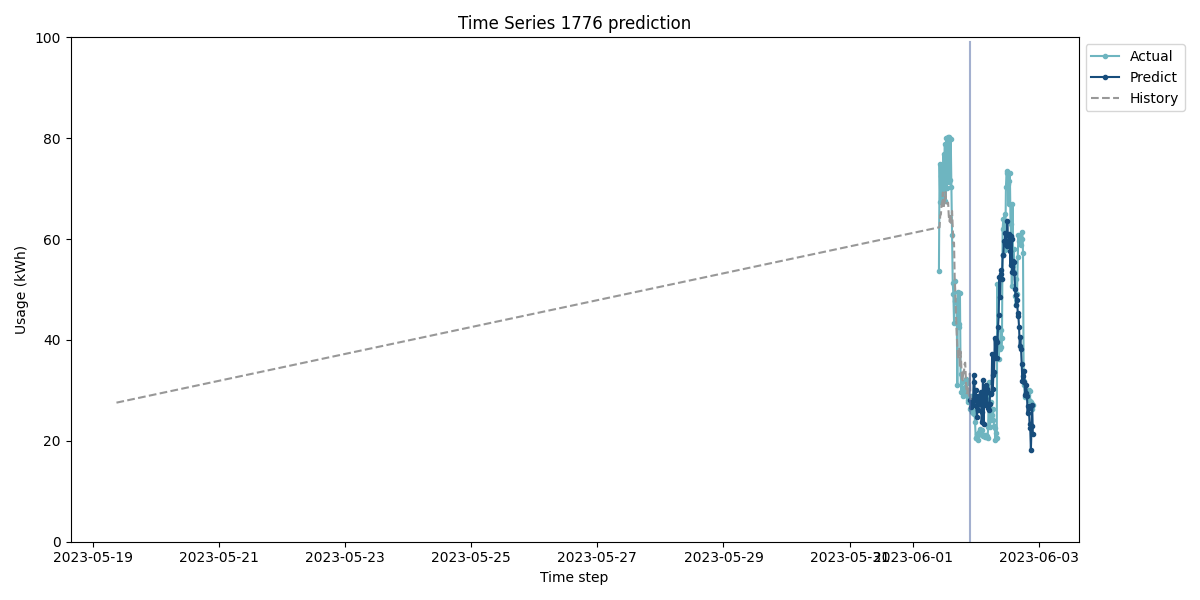 Time Series 1776 prediction
100
80
60
40
20
0
Usage (kWh)
2023-05-19 2023-05-21 2023-05-23 2023-05-25 2023-05-27 2023-05-29 2023-05-31 2023-06-01 2023-06-03
Time step
Actual
Predict
History